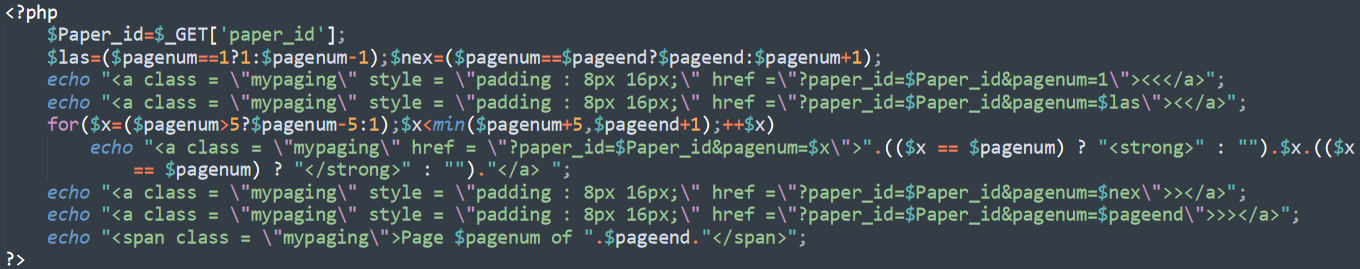 <?php
$Paper_id=$_GET['paper_id'];
$las=($pagenum==1?1:$pagenum-1);$nex=($pagenum==$pageend?$pageend:$pagenum+1);
echo "<a class = \"mypaging\" style = \"padding : 8px 16px;\" href =\"?paper_id=$Paper_id&pagenum=1\"><<</a>";
echo "<a class = \"mypaging\" style = \"padding : 8px 16px;\" href =\"?paper_id=$Paper_id&pagenum=$las\"><</a>";
for($x=($pagenum>5?$pagenum-5:1);$x<min($pagenum+5,$pageend+1);++$x)
echo "<a class = \"mypaging\" href = \"?paper_id=$Paper_id&pagenum=$x\">".(($x == $pagenum) ? "<strong>" : "").$x.(($x
== $pagenum) ? "</strong>" : "")."</a> ";
echo "<a class = \"mypaging\" style = \"padding : 8px 16px;\" href =\"?paper_id=$Paper_id&pagenum=$nex\">></a>";
echo "<a class = \"mypaging\" style = \"padding : 8px 16px;\" href =\"?paper_id=$Paper_id&pagenum=$pageend\">>></a>";
echo "<span class = \"mypaging\">Page $pagenum of ".$pageend."</span>";
?>